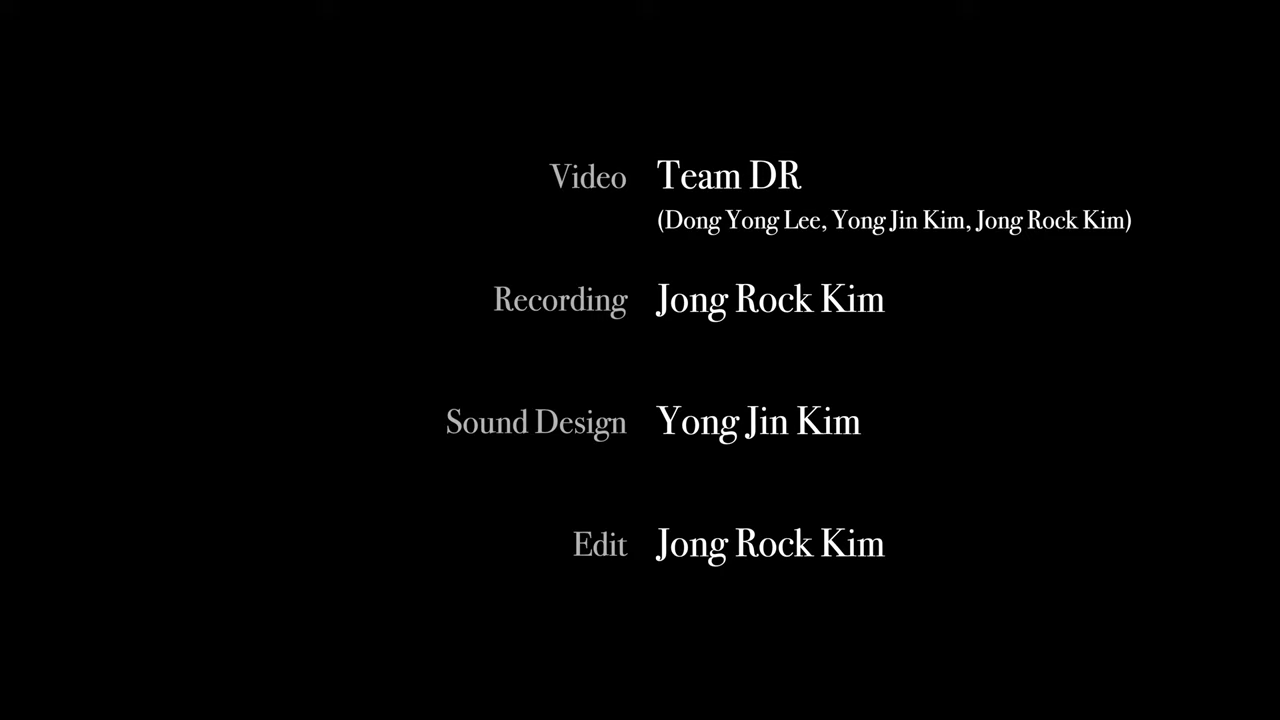 Video Team DR
(Dong Yong Lee, Yong Jin Kim, Jong Rock Kim)
Recording Jong Rock Kim
Sound Design Yong Jin Kim
Edit Jong Rock Kim